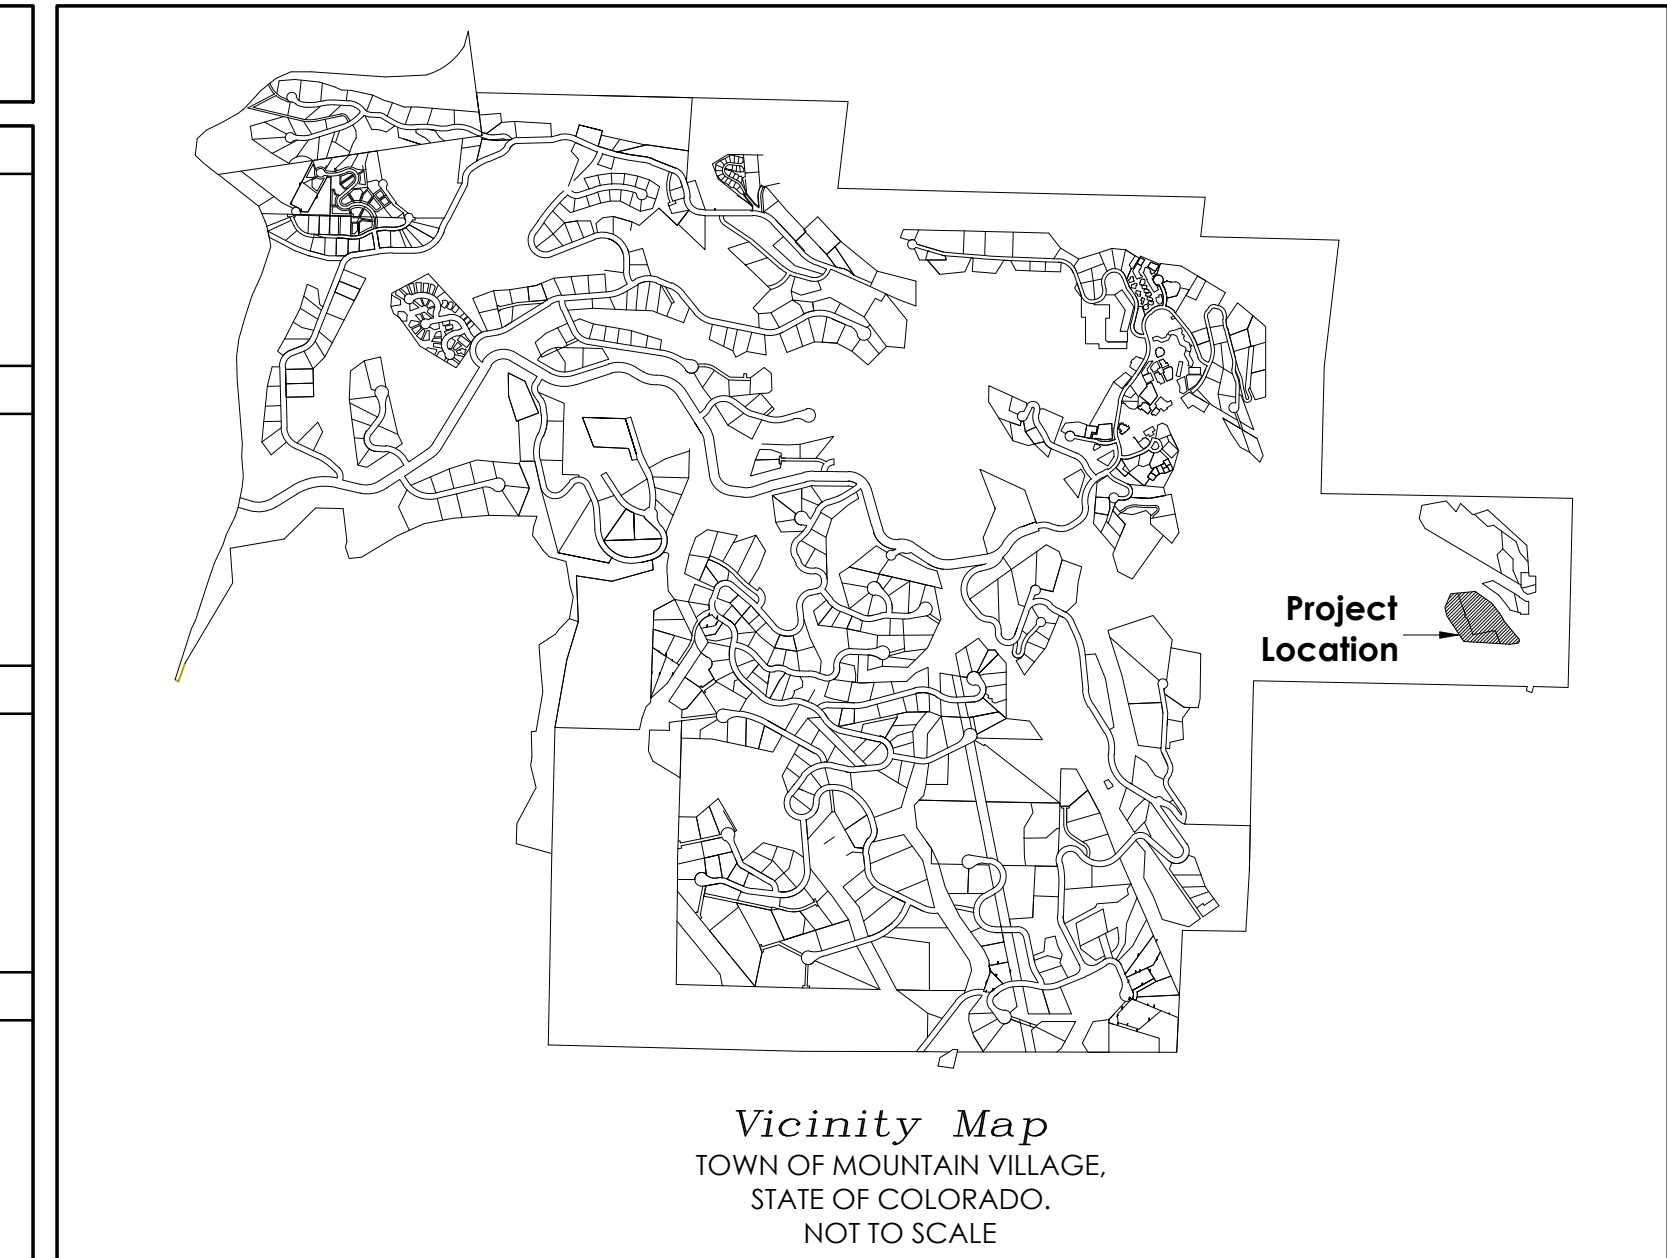 Project
Location
Vicinity Map
TOWN OF MOUNTAIN VILLAGE,
STATE OF COLORADO.
NOT TO SCALE